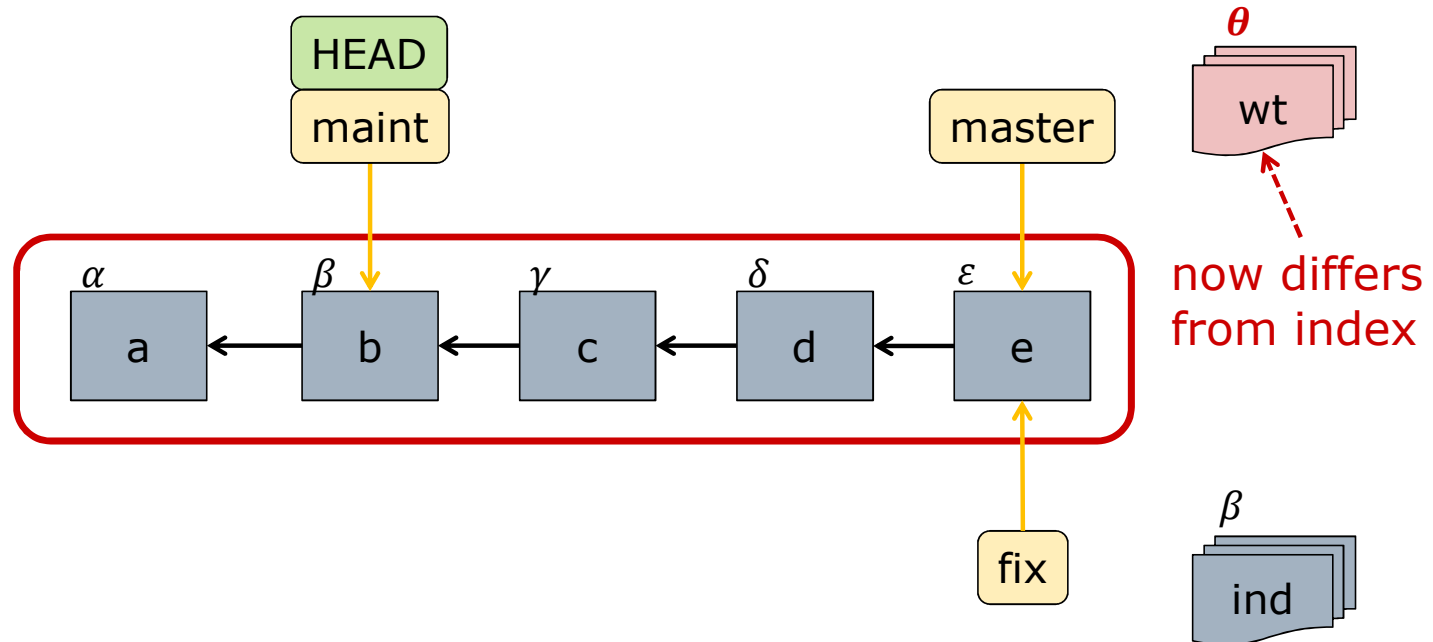 HEAD
maint
master
θ
wt
now differs
from index
α
β
γ
δ
ε
a
b
c
d
e
fix
β
ind